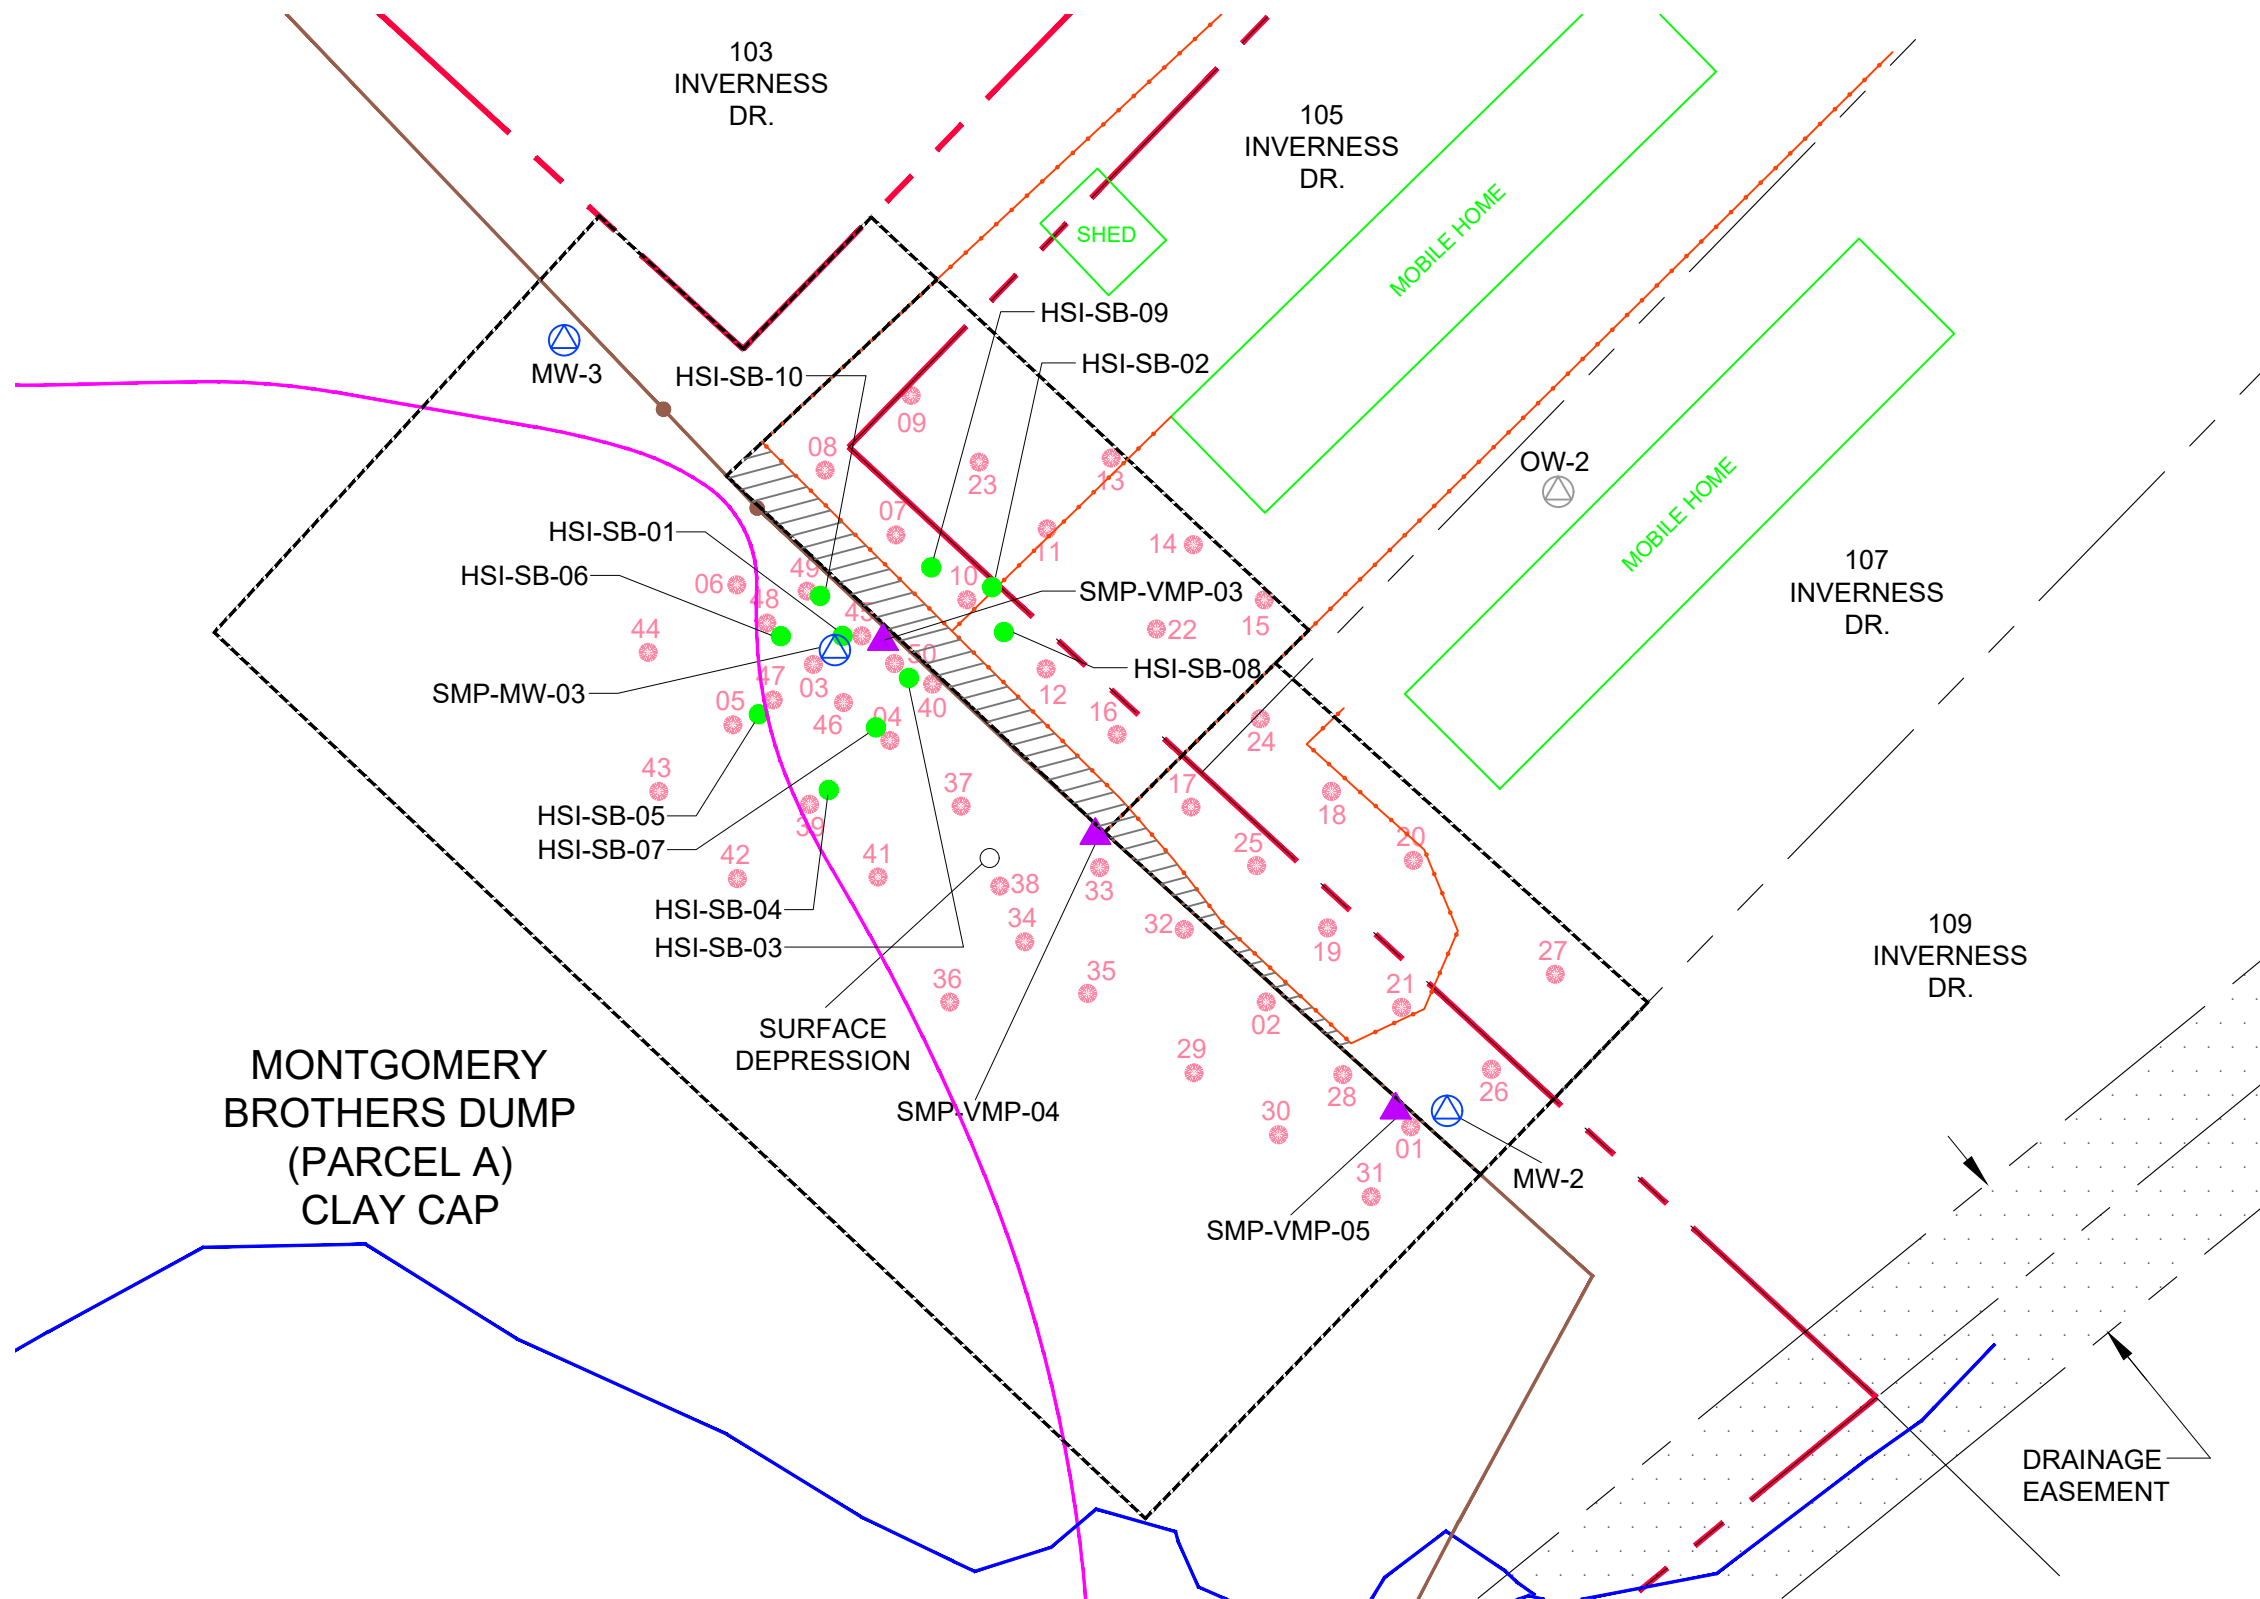 103
INVERNESS
DR.
105
INVERNESS
DR.
SHED
MOBILE HOME
HSI-SB-09
HSI-SB-02
MW-3
HSI-SB-10
09
08
23
13
OW-2
MOBILE HOME
07
HSI-SB-01
11
14
107
INVERNESS
DR.
HSI-SB-06
06
49
10
SMP-VMP-03
48
45
15
22
44
50
HSI-SB-08
SMP-MW-03
47
03
12
05
46
04
40
16
24
43
37
17
18
HSI-SB-05
39
20
HSI-SB-07
42
41
25
38
33
HSI-SB-04
34
32
109
INVERNESS
DR.
HSI-SB-03
19
27
36
35
21
SURFACE
DEPRESSION
02
MONTGOMERY
BROTHERS DUMP
(PARCEL A)
CLAY CAP
29
28
26
SMP-VMP-04
30
01
31
MW-2
SMP-VMP-05
DRAINAGE
EASEMENT